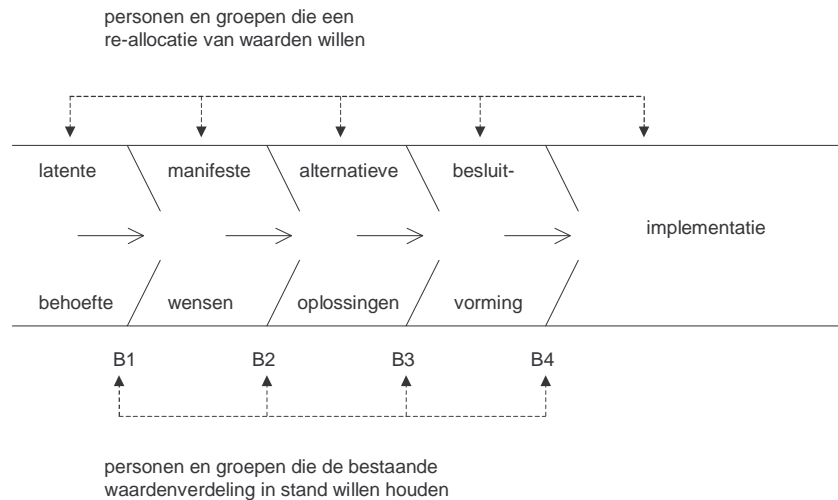 personen en groepen die een
re-allocatie van waarden willen
latente manifeste alternatieve besluit-
implementatie
behoefte wensen oplossingen vorming
B1 B2 B3 B4
personen en groepen die de bestaande
waardenverdeling in stand willen houden